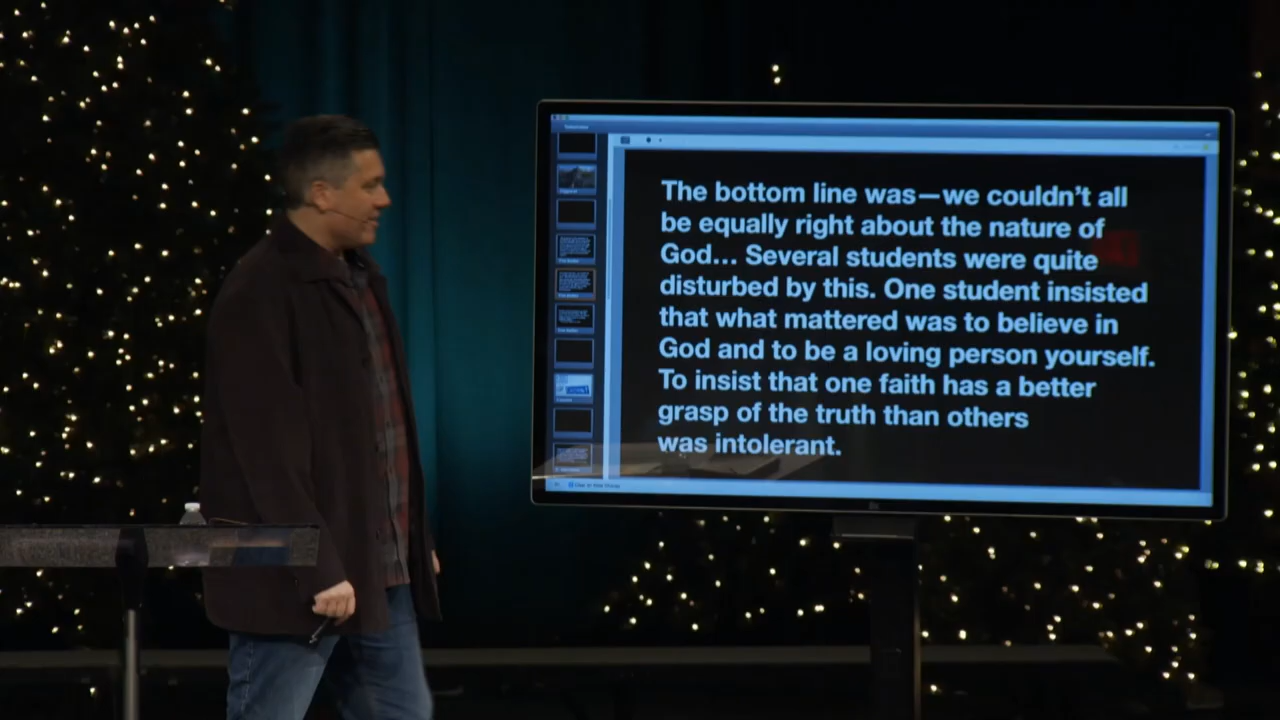 The bottom line was—we couldn’t all
be equally right about the nature of
God... Several students were quite
disturbed by this. One student insisted
that what mattered was to believe in
God and to be a loving person yourself.
To insist that one faith has a better
grasp of the truth than others
was intolerant.